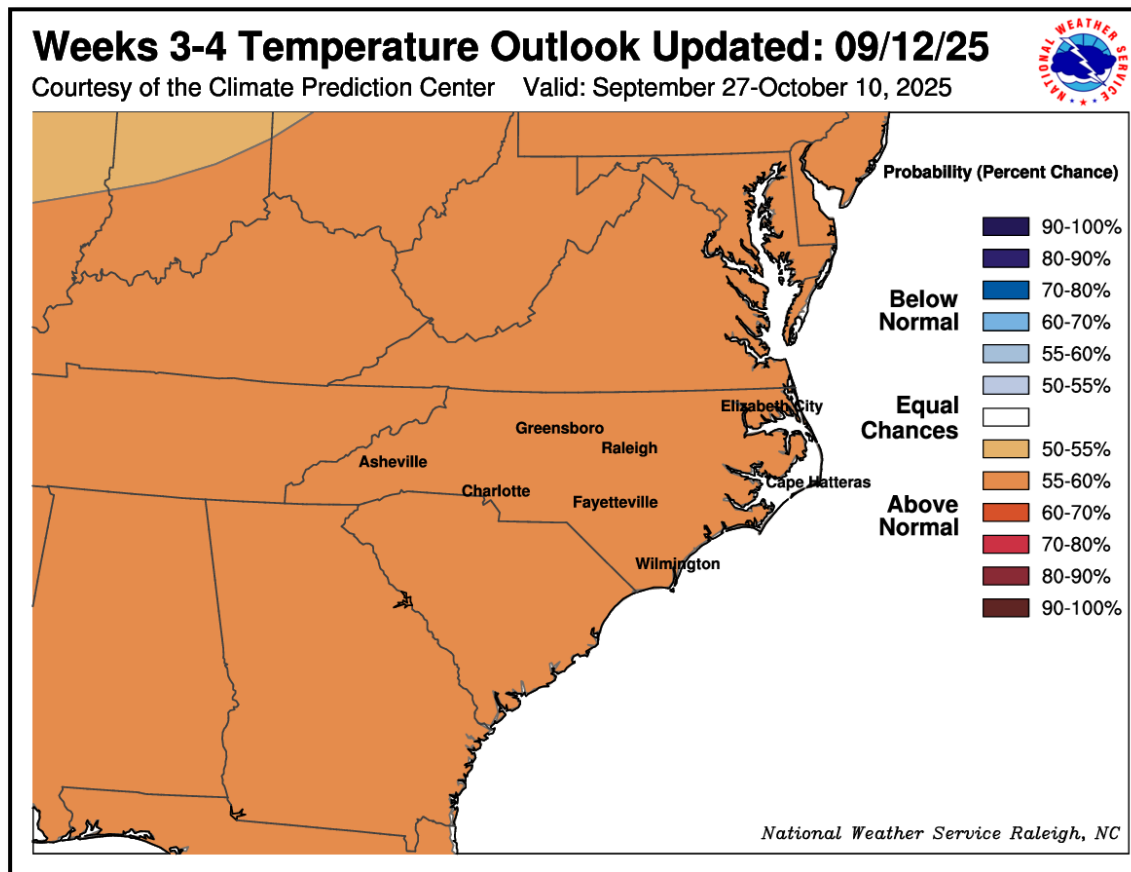 Weeks 3-4 Temperature Outlook Updated: 09/12/25
Courtesy of the Climate Prediction Center Valid: September 27-October 10, 2025
NATIONAL WEATHER SERVICE
Probability (Percent Chance)
90-100%
80-90%
70-80%
Below
Normal
60-70%
55-60%
50-55%
Equal
Chances
50-55%
55-60%
Above
Normal
60-70%
70-80%
80-90%
90-100%
Elizabeth City
Greensboro
Raleigh
Asheville
Cape Hatteras
Charlotte
Fayetteville
Wilmington
National Weather Service Raleigh, NC